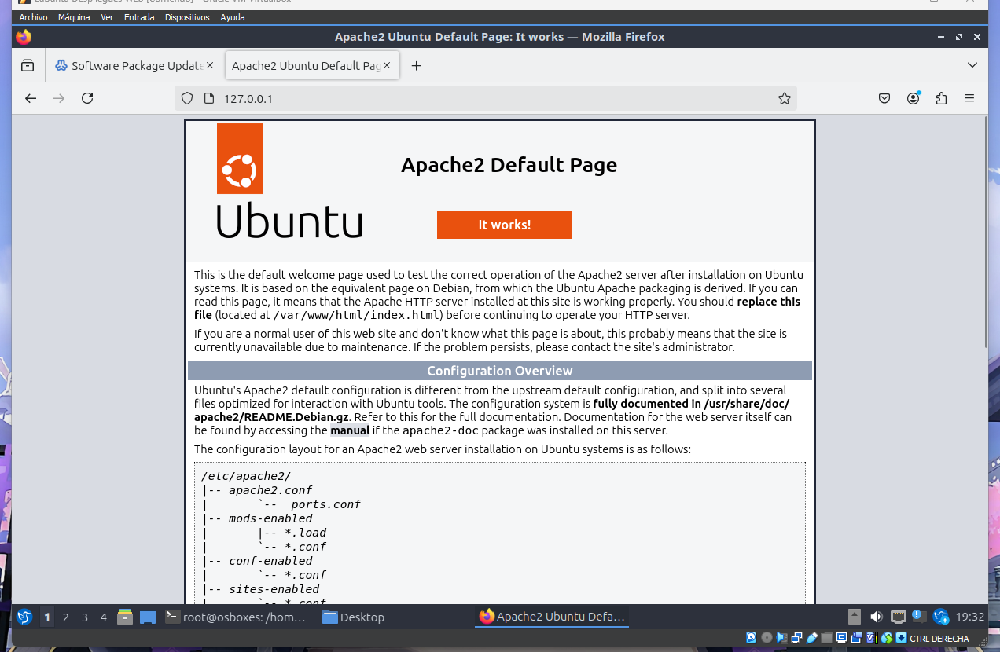 Lubuntu Despliegues Web [Corriendo] - Oracle VM VirtualBox
Archivo Máquina Ver Entrada Dispositivos Ayuda
Apache2 Ubuntu Default Page: It works — Mozilla Firefox
Software Package Update
Apache2 Ubuntu Default Pag
127.0.0.1
Apache2 Default Page
Ubuntu
It works!
This is the default welcome page used to test the correct operation of the Apache2 server after installation on Ubuntu
systems. It is based on the equivalent page on Debian, from which the Ubuntu Apache packaging is derived. If you can
read this page, it means that the Apache HTTP server installed at this site is working properly. You should replace this
file (located at /var/www/html/index.html) before continuing to operate your HTTP server.
If you are a normal user of this web site and don't know what this page is about, this probably means that the site is
currently unavailable due to maintenance. If the problem persists, please contact the site's administrator.
Configuration Overview
Ubuntu's Apache2 default configuration is different from the upstream default configuration, and split into several
files optimized for interaction with Ubuntu tools. The configuration system is fully documented in /usr/share/doc/
apache2/README.Debian.gz. Refer to this for the full documentation. Documentation for the web server itself can
be found by accessing the manual if the apache2-doc package was installed on this server.
The configuration layout for an Apache2 web server installation on Ubuntu systems is as follows:
/etc/apache2/
|-- apache2.conf
|       `--  ports.conf
|-- mods-enabled
|       |-- *.load
|       `-- *.conf
|-- conf-enabled
|       `-- *.conf
|-- sites-enabled
|       `-- *.conf
1 2 3 4 root@osboxes: /hom... Desktop Apache2 Ubuntu Defa... 19:32
CTRL DERECHA